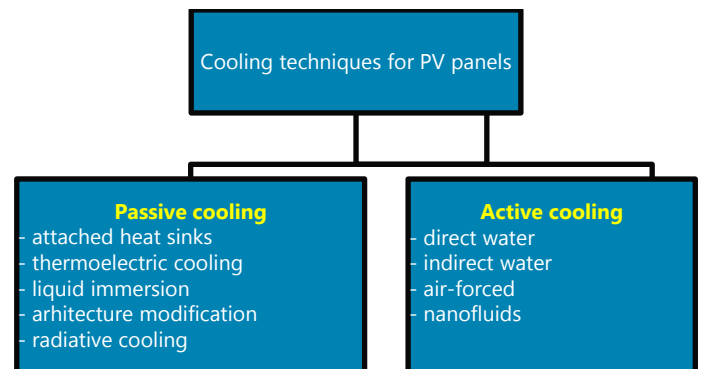 Cooling techniques for PV panels
Passive cooling
- attached heat sinks
- thermoelectric cooling
- liquid immersion
- arhitecture modification
- radiative cooling
Active cooling
- direct water
- indirect water
- air-forced
- nanofluids